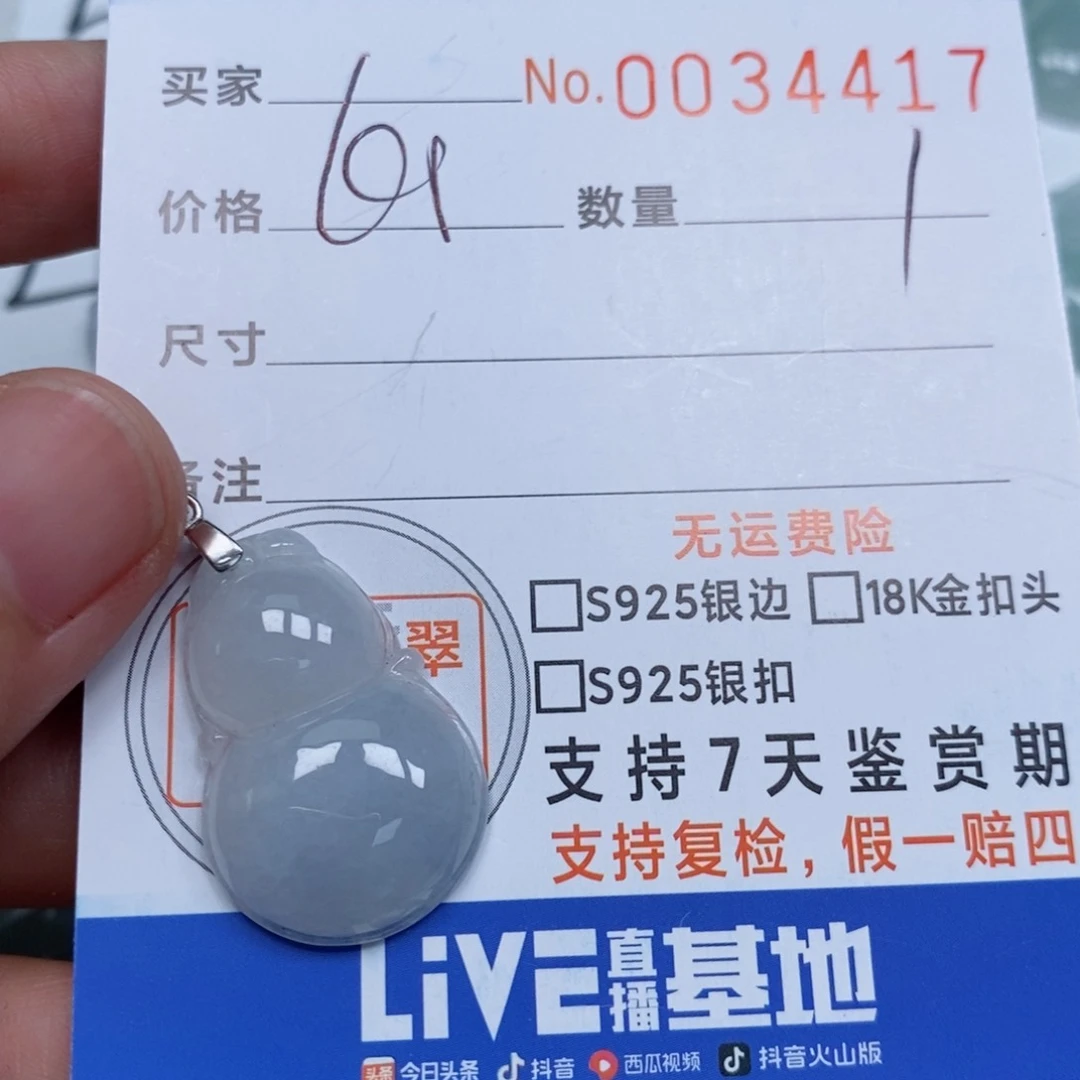 买家 No.0034417
价格 数量 1
尺寸
备注
无运费险
□S925银边 □18K金扣头
□S925银扣
翠
支持7天鉴赏期
支持复检，假一赔四
LiVE直播基地
头条 今日头条 抖音 西瓜视频 抖音火山版